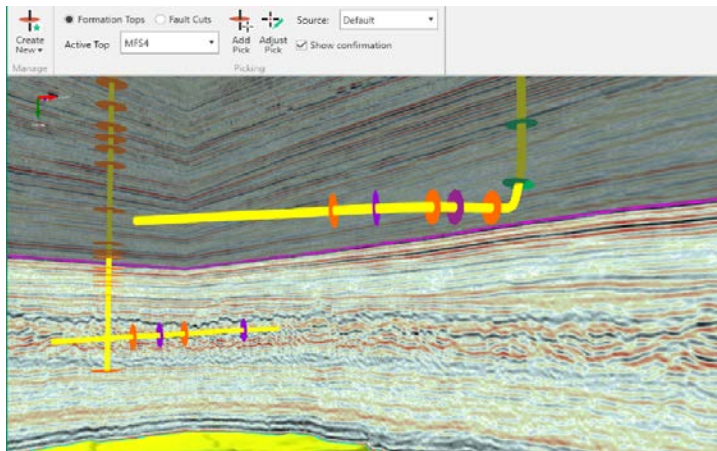 Formation Tops Fault Cuts Source: Default
Create New
Active Top MFS4
Add Pick
Adjust Pick
Show confirmation
Manage
Picking